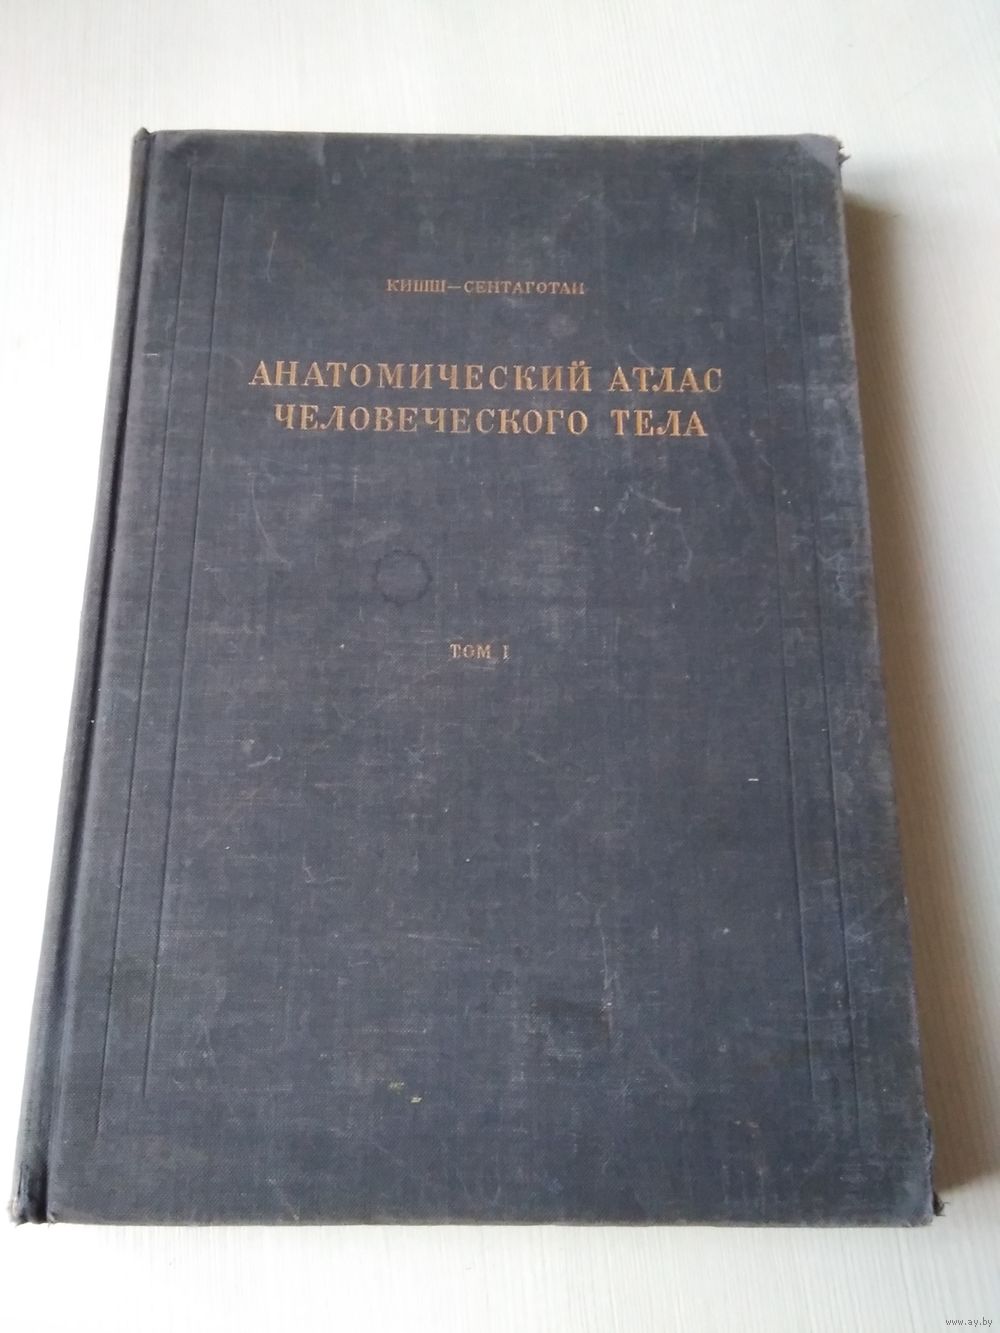 КИШШ—СЕНТАГОТАИ
АНАТОМИЧЕСКИЙ АТЛАС
ЧЕЛОВЕЧЕСКОГО ТЕЛА
ТОМ I
www.ay.by